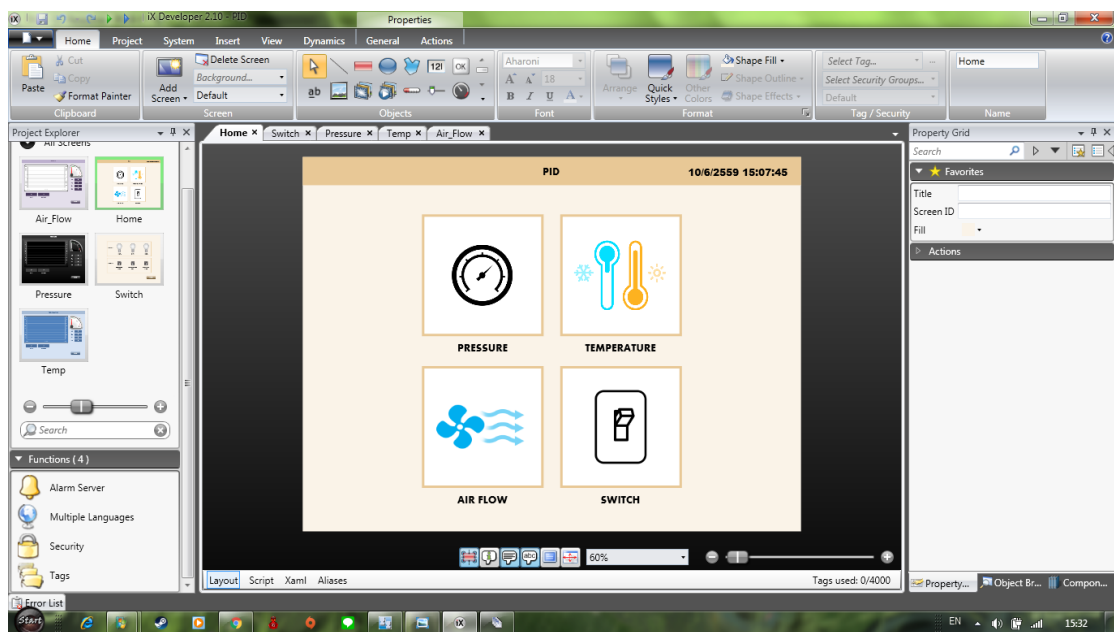 iX Developer 2.10 - PID
Properties
Home Project System Insert View Dynamics General Actions
Paste
Cut
Copy
Format Painter
Clipboard
Add Screen
Delete Screen
Background...
Default
Screen
ab
12
OK
Objects
Aharoni
A A 18
B I U A
Font
Arrange
Quick Styles
Other Colors
Shape Fill
Shape Outline
Shape Effects
Format
Select Tag...
Select Security Groups...
Default
Tag / Security
Home
Name
Project Explorer
All Screens
Air_Flow Home
Pressure Switch
Temp
Search
Functions ( 4 )
Alarm Server
Multiple Languages
Security
Tags
Home Switch Pressure Temp Air_Flow
PID 10/6/2559 15:07:45
PRESSURE TEMPERATURE
AIR FLOW SWITCH
abc
60%
Layout Script Xaml Aliases Tags used: 0/4000
Property Grid
Search
Favorites
Title
Screen ID
Fill
Actions
Property... Object Br... Compon...
Error List
Start
iX
EN 15:32